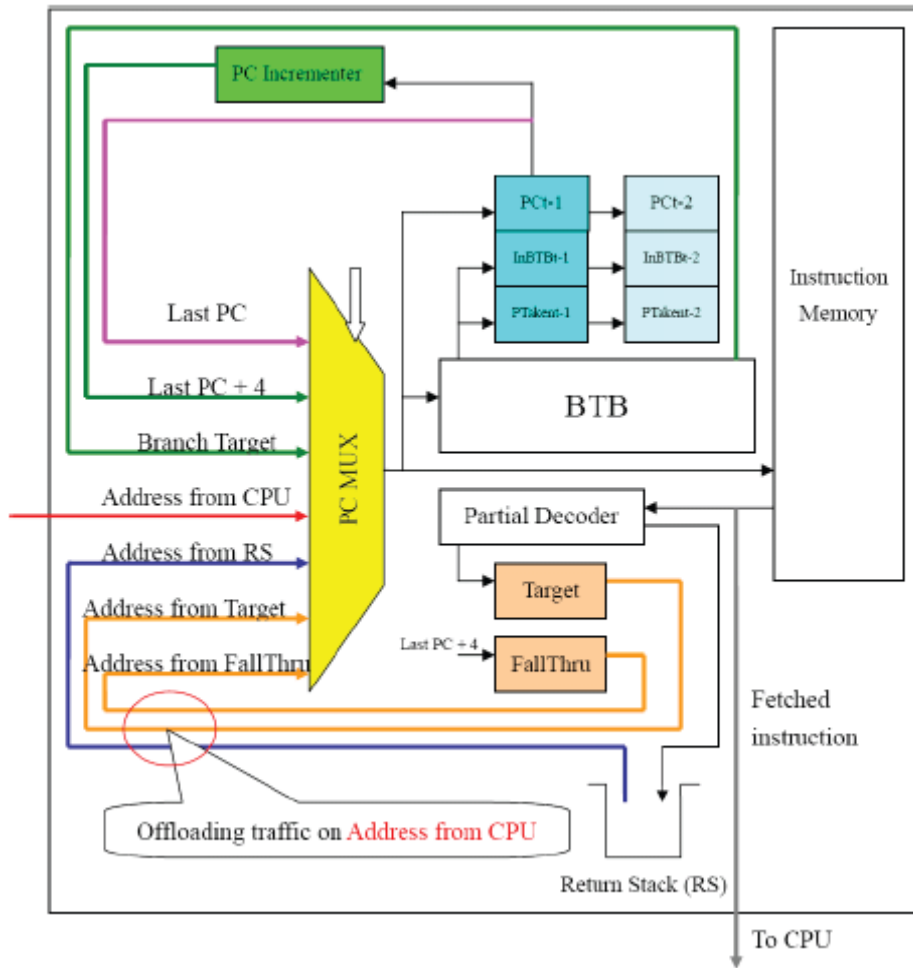 PC Incrementer
PCt-1
PCt-2
InBTBt-1
InBTBt-2
PTakent-1
PTakent-2
Instruction
Memory
Last PC
Last PC + 4
BTB
Branch Target
PC MUX
Address from CPU
Partial Decoder
Address from RS
Target
Address from Target
Last PC + 4
FallThru
Address from FallThru
Fetched
instruction
Offloading traffic on Address from CPU
Return Stack (RS)
To CPU